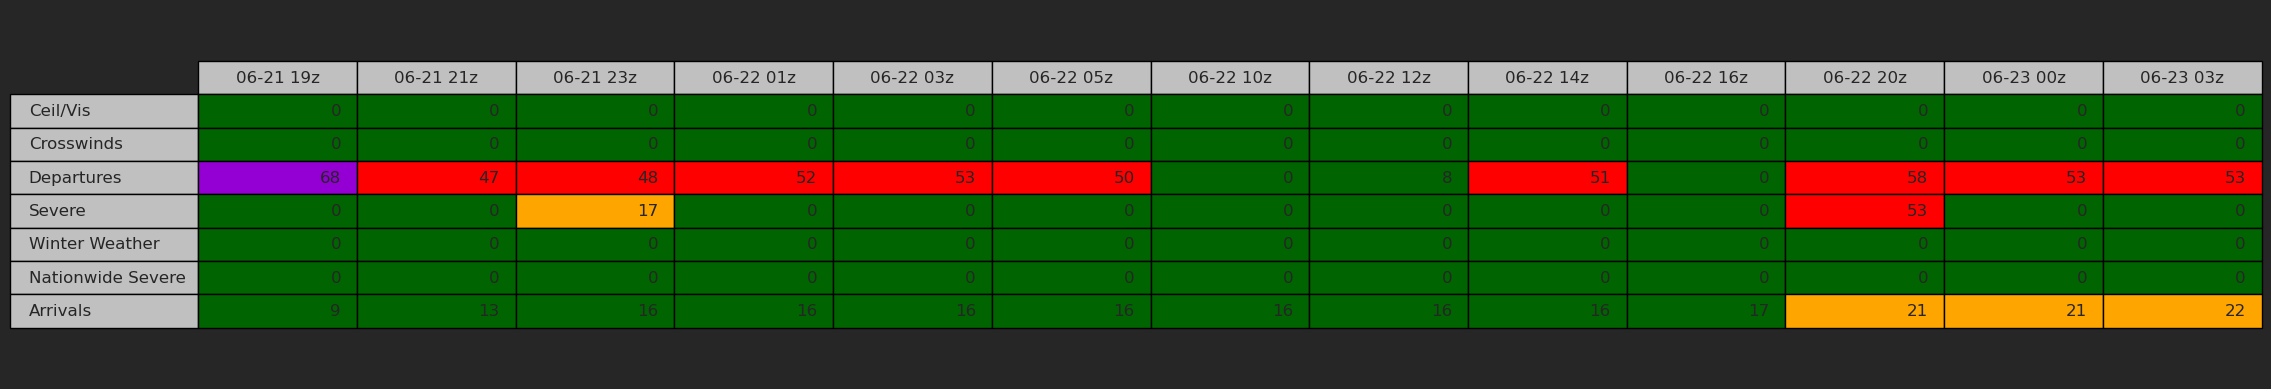 06-21 19z 06-21 21z 06-21 23z 06-22 01z 06-22 03z 06-22 05z 06-22 10z 06-22 12z 06-22 14z 06-22 16z 06-22 20z 06-23 00z 06-23 03z
Ceil/Vis 0 0 0 0 0 0 0 0 0 0 0 0 0
Crosswinds 0 0 0 0 0 0 0 0 0 0 0 0 0
Departures 68 47 48 52 53 50 0 8 51 0 58 53 53
Severe 0 0 17 0 0 0 0 0 0 0 53 0 0
Winter Weather 0 0 0 0 0 0 0 0 0 0 0 0 0
Nationwide Severe 0 0 0 0 0 0 0 0 0 0 0 0 0
Arrivals 9 13 16 16 16 16 16 16 16 17 21 21 22